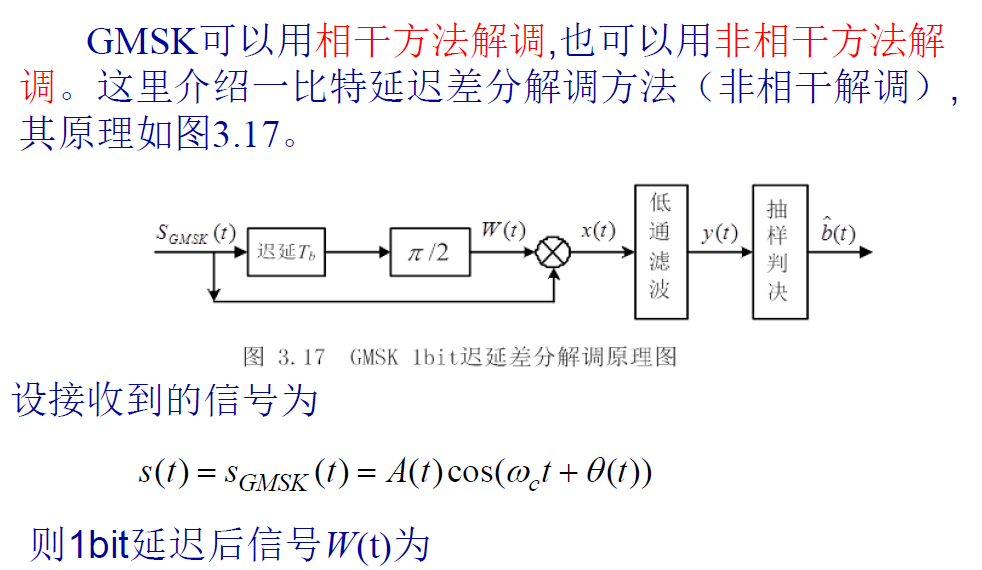 GMSK可以用相干方法解调,也可以用非相干方法解
调。这里介绍一比特延迟差分解调方法（非相干解调）,
其原理如图3.17。
S_{GMSK}(t)
迟延T_b
π/2
W(t)
x(t)
低通滤波
y(t)
抽样判决
\hat{b}(t)
图 3.17 GMSK 1bit迟延差分解调原理图
设接收到的信号为
s(t) = s_{GMSK}(t) = A(t)cos(ω_c t + θ(t))
则1bit延迟后信号W(t)为